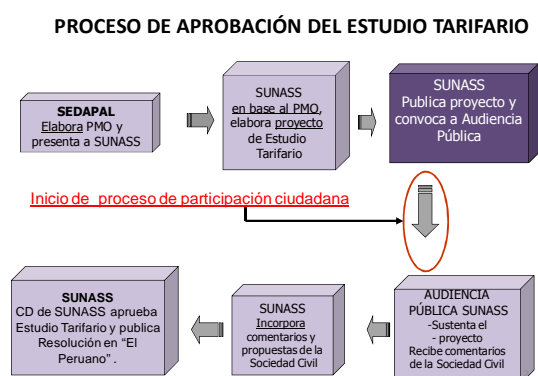 PROCESO DE APROBACIÓN DEL ESTUDIO TARIFARIO
SEDAPAL
Elabora PMO y
presenta a SUNASS
SUNASS
en base al PMO,
elabora proyecto
de Estudio
Tarifario
SUNASS
Publica proyecto y
convoca a Audiencia
Pública
Inicio de proceso de participación ciudadana
AUDIENCIA
PÚBLICA SUNASS
-Sustenta el
- proyecto
Recibe comentarios
de la Sociedad Civil
SUNASS
Incorpora
comentarios y
propuestas de la
Sociedad Civil
SUNASS
CD de SUNASS aprueba
Estudio Tarifario y publica
Resolución en “El
Peruano” .